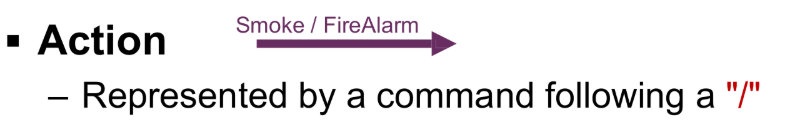 Smoke / FireAlarm
▪ Action
– Represented by a command following a "/"